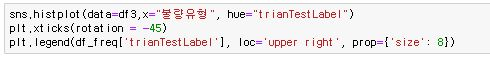 sns.histplot(data=df3,x="불량유형", hue="trianTestLabel")
plt.xticks(rotation = -45)
plt.legend(df_freq['trianTestLabel'], loc='upper right', prop={'size': 8})